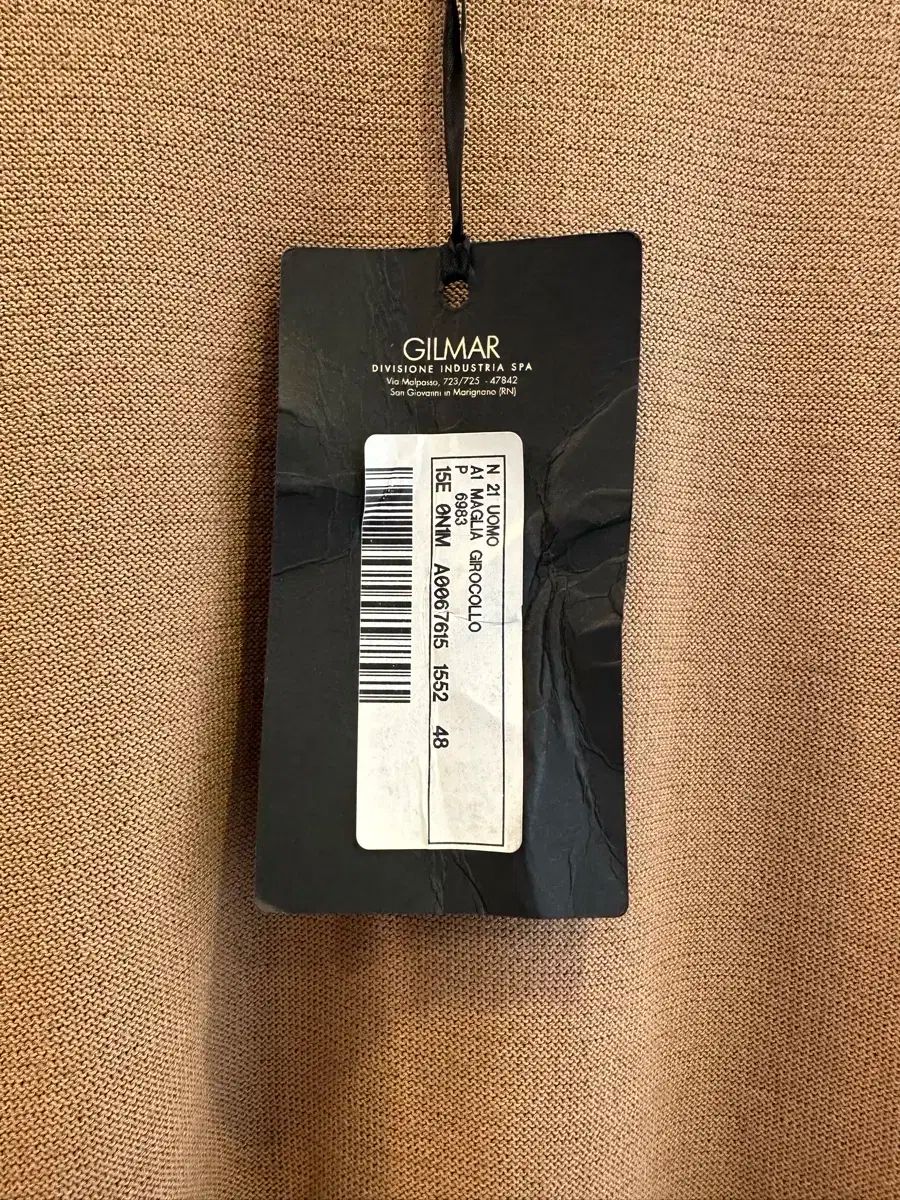 GILMAR
DIVISIONE INDUSTRIA SPA
Via Malpasso, 723/725 - 47842
San Giovanni in Marignano (RN)
N 21 UOMO
A1 MAGLIA GIROCOLLO
P 6983
15E 0N1M A0067615 1552 48